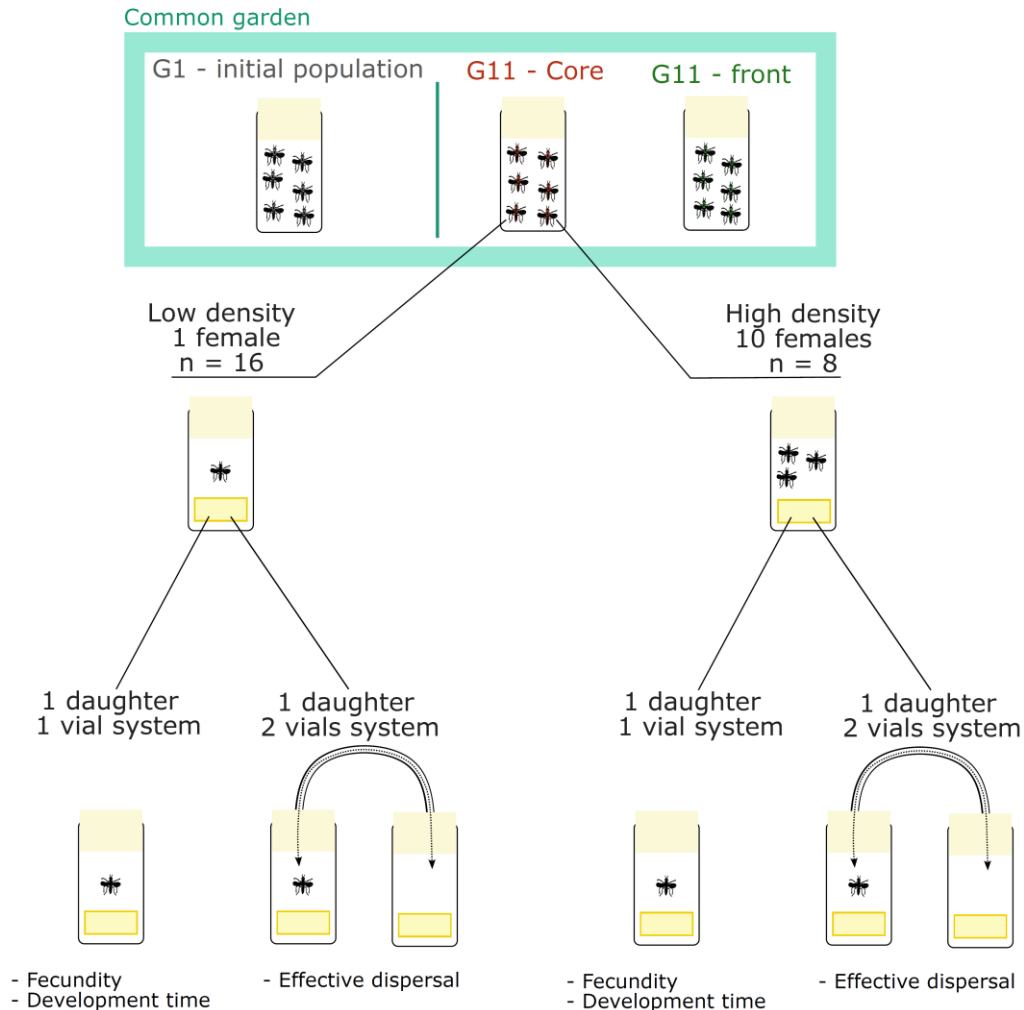 Common garden
G1 - initial population
G11 - Core
G11 - front
Low density
1 female
n = 16
High density
10 females
n = 8
1 daughter
1 vial system
1 daughter
2 vials system
1 daughter
1 vial system
1 daughter
2 vials system
- Fecundity
- Development time
- Effective dispersal
- Fecundity
- Development time
- Effective dispersal